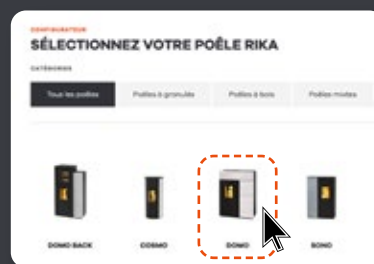 CONFIGURATEUR
SÉLECTIONNEZ VOTRE POÊLE RIKA
CATÉGORIES
Tous les poêles Poêles à granulés Poêles à bois Poêles mixtes
DOMO BACK COSMO DOMO SONO